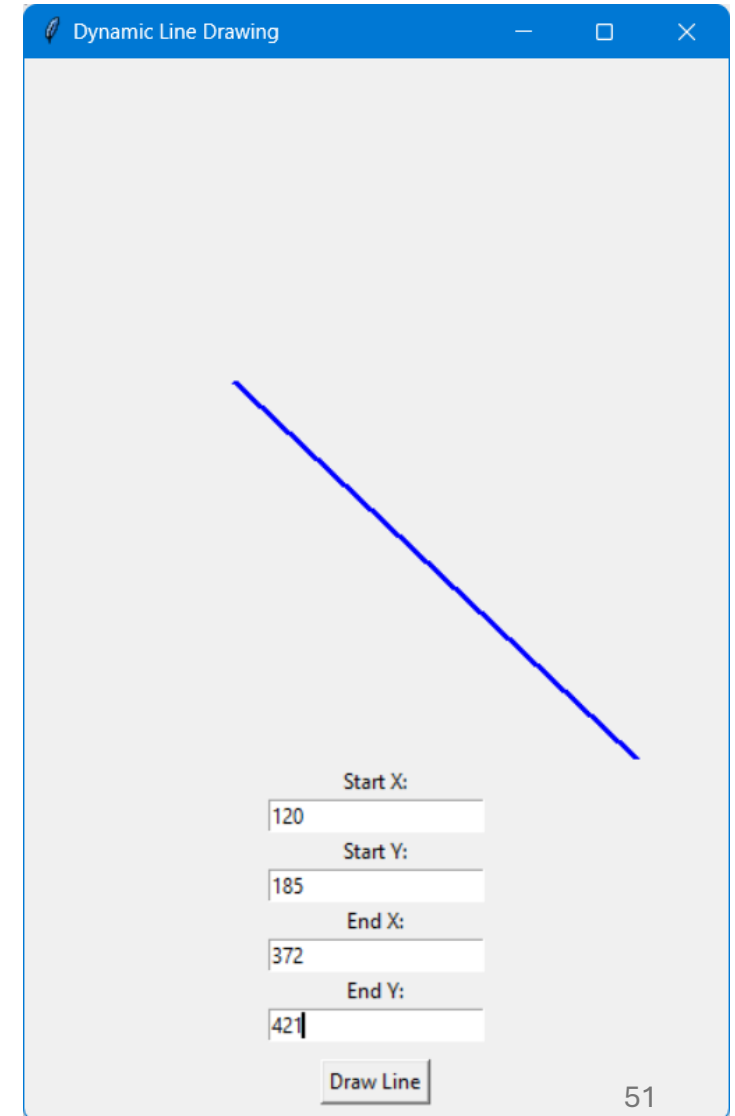 Dynamic Line Drawing
Start X:
120
Start Y:
185
End X:
372
End Y:
421
Draw Line
51